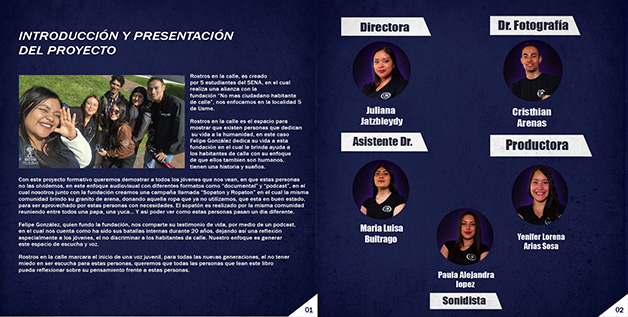 INTRODUCCIÓN Y PRESENTACIÓN
DEL PROYECTO
Rostros en la calle, es creado
por 5 estudiantes del SENA, en el cual
realiza una alianza con la
fundación "No mas ciudadano habitante
de calle", nos enfocamos en la localidad 5
de Usme.
Rostros en la calle es el espacio para
mostrar que existen personas que dedican
su vida a la humanidad, en este caso
Felipe González dedica su vida a esta
fundación en el cual le brinda ayuda a
los habitantes de calle con su enfoque
de que ellos tambien son humanos,
tienen una historia y sueños.
Con este proyecto formativo queremos demostrar a todos los jóvenes que nos vean, en que estas personas
no las olvidemos, en este enfoque audiovisual con diferentes formatos como "documental" y "podcast", en el
cual nosotros junto con la fundación creamos una campaña llamada "Sopaton y Ropaton" en el cual la misma
comunidad brindo su granito de arena, donando aquella ropa que ya no utilizamos, que esta en buen estado,
para ser aprovechado por estas personas con necesidades. El sopatón es realizado por la misma comunidad
reuniendo entre todos una papa, una yuca... Y asi poder ver como estas personas pasan un dia diferente.
Felipe González, quien fundo la fundación, nos comparte su testimonio de vida, por medio de un podcast,
en el cual nos cuenta como ha sido sus batallas internas durante 20 años, dejando asi una reflexión
especialmente a los jóvenes, el no discriminar a los habitantes de calle. Nuestro enfoque es generar
este espacio de escucha y voz.
Rostros en la calle marcara el inicio de una voz juvenil, para todas las nuevas generaciones, el no tener
miedo en ser escucha para estas personas, queremos que todas las personas que lean este libro
pueda reflexionar sobre su pensamiento frente a estas personas.
01
Directora
Juliana
Jatzbleydy
Dr. Fotografía
Cristhian
Arenas
Asistente Dr.
Maria Luisa
Buitrago
Productora
Yenifer Lorena
Arias Sosa
Paula Alejandra
lopez
Sonidista
02